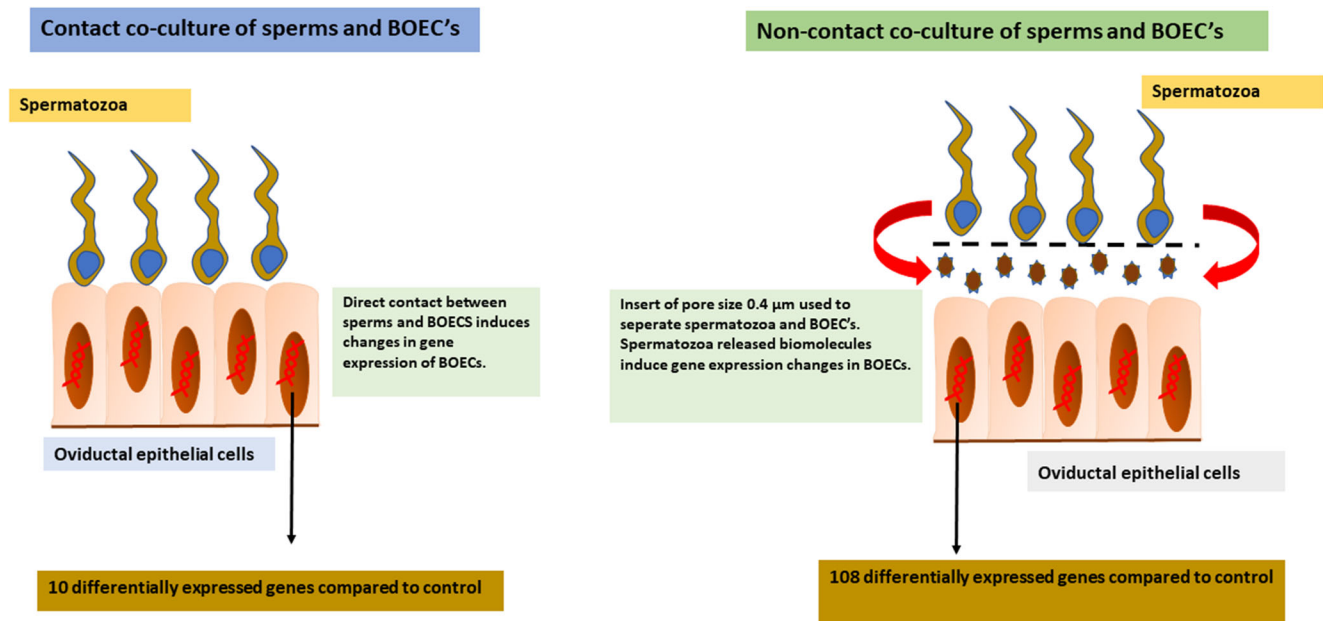 Contact co-culture of sperms and BOEC's
Spermatozoa
Direct contact between
sperms and BOECS induces
changes in gene
expression of BOECs.
Oviductal epithelial cells
10 differentially expressed genes compared to control
Non-contact co-culture of sperms and BOEC's
Spermatozoa
Insert of pore size 0.4 µm used to
seperate spermatozoa and BOEC's.
Spermatozoa released biomolecules
induce gene expression changes in BOECs.
Oviductal epithelial cells
108 differentially expressed genes compared to control